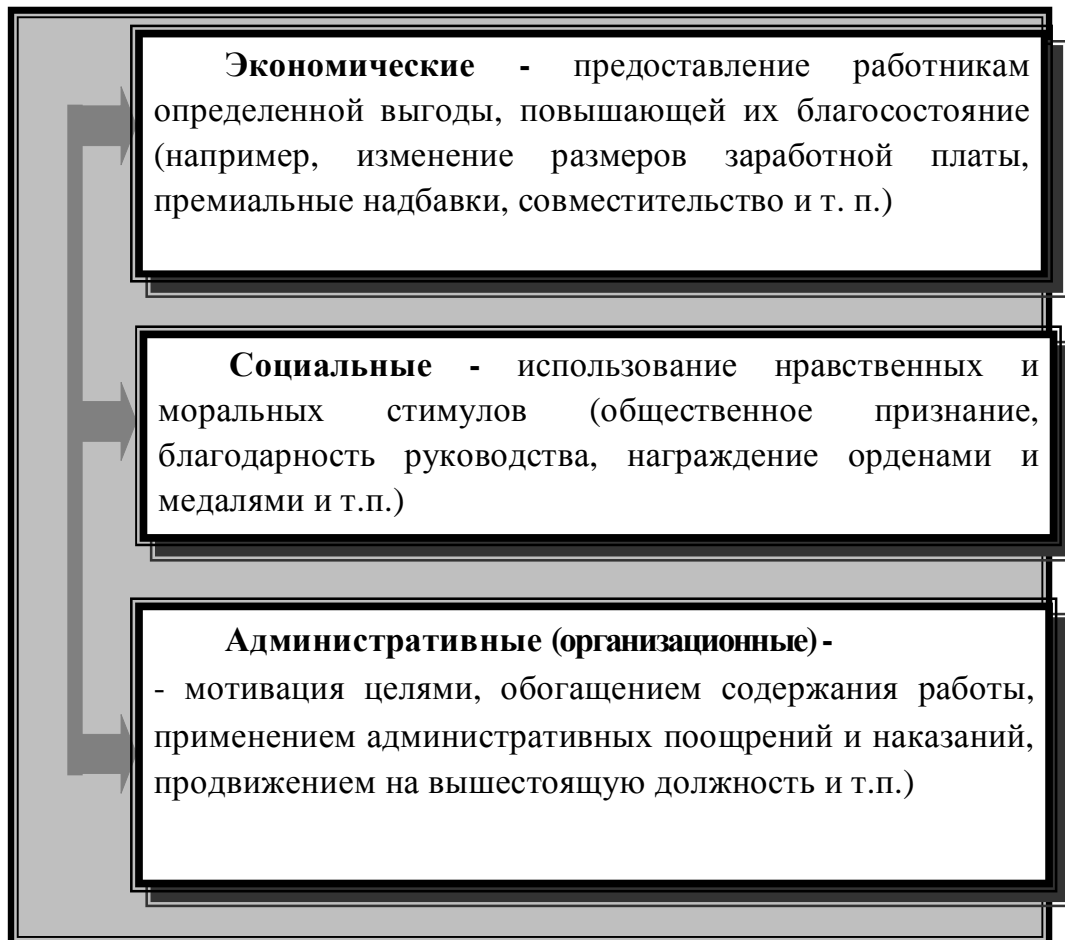 Экономические - предоставление работникам
определенной выгоды, повышающей их благосостояние
(например, изменение размеров заработной платы,
премиальные надбавки, совместительство и т. п.)
Социальные - использование нравственных и
моральных стимулов (общественное признание,
благодарность руководства, награждение орденами и
медалями и т.п.)
Административные (организационные) -
- мотивация целями, обогащением содержания работы,
применением административных поощрений и наказаний,
продвижением на вышестоящую должность и т.п.)